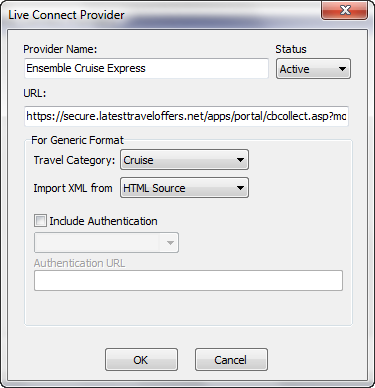 Live Connect Provider
Provider Name:
Status
Ensemble Cruise Express
Active
URL:
https://secure.latesttraveloffers.net/apps/portal/cbcollect.asp?mo
For Generic Format
Travel Category:
Cruise
Import XML from
HTML Source
Include Authentication
Authentication URL
OK
Cancel